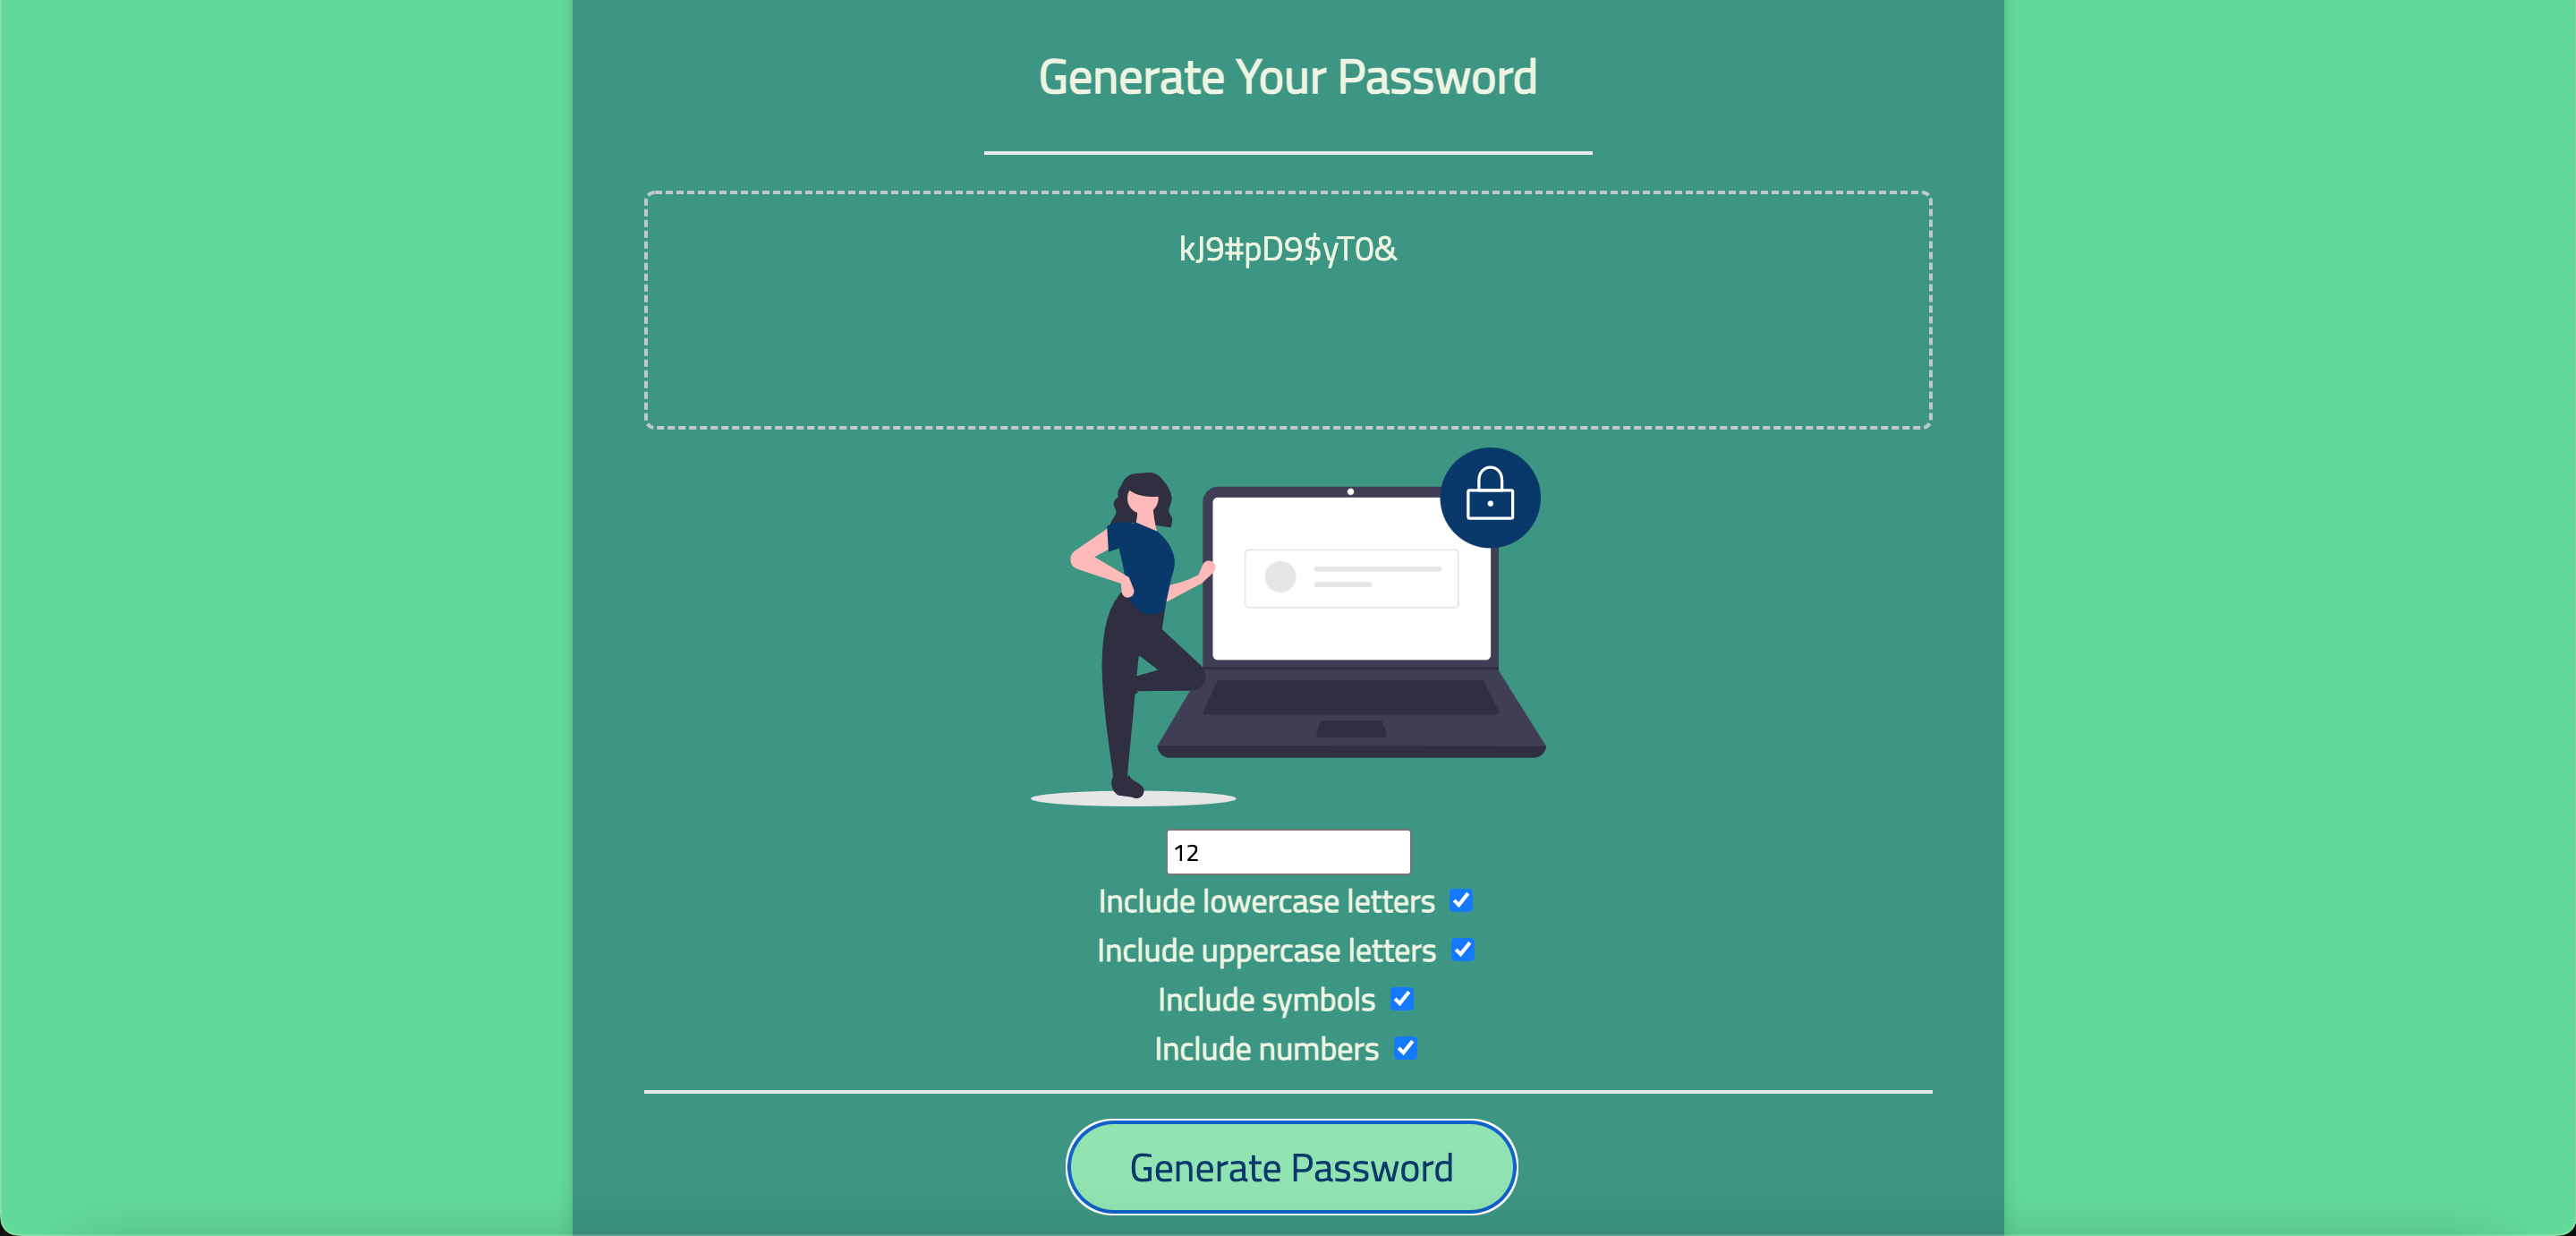 Generate Your Password
kJ9#pD9$yT0&
12
Include lowercase letters
Include uppercase letters
Include symbols
Include numbers
Generate Password